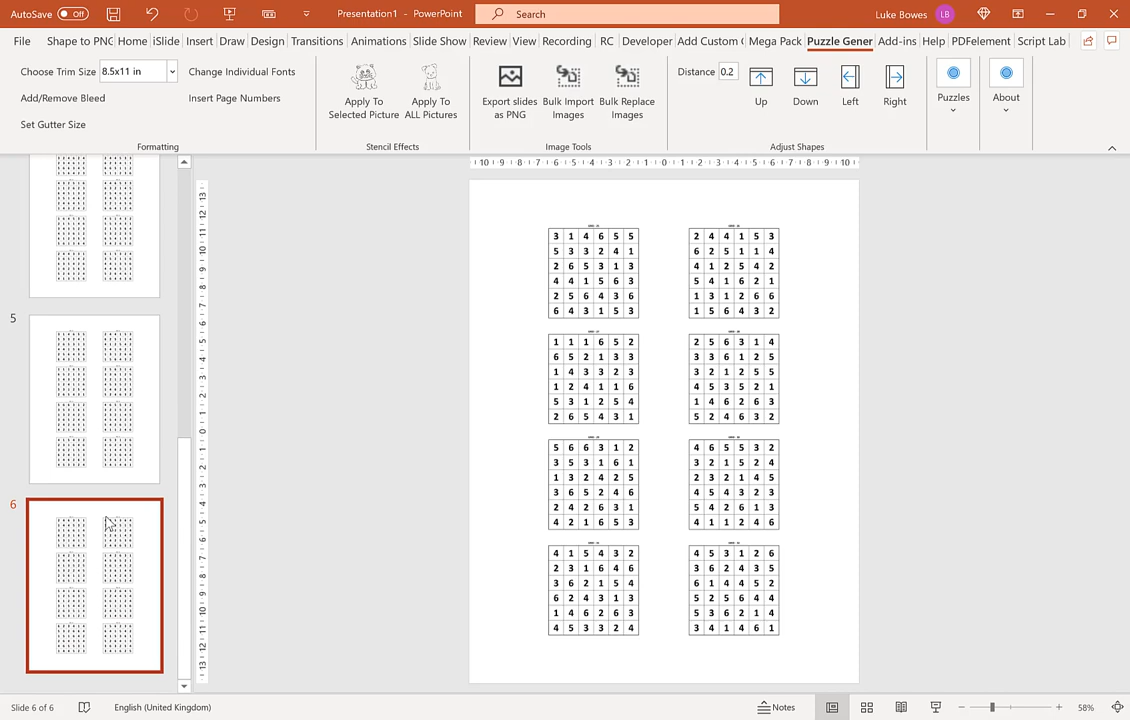 AutoSave Off Presentation1 - PowerPoint Search Luke Bowes LB
File Shape to PNG Home iSlide Insert Draw Design Transitions Animations Slide Show Review View Recording RC Developer Add Custom Mega Pack Puzzle Gener Add-ins Help PDFelement Script Lab
Choose Trim Size 8.5x11 in Change Individual Fonts
Add/Remove Bleed Insert Page Numbers
Set Gutter Size
Formatting
Apply To Selected Picture
Apply To ALL Pictures
Stencil Effects
Export slides as PNG
Bulk Import Images
Bulk Replace Images
Image Tools
Distance 0.2
Up Down Left Right
Adjust Shapes
Puzzles
About
5
6
3 1 4 6 5 5
5 3 3 2 4 1
2 6 5 3 1 3
4 4 1 5 6 3
2 5 6 4 3 6
6 4 3 1 5 3
2 4 4 1 5 3
6 2 5 1 1 4
4 1 2 5 4 2
5 4 1 6 2 1
1 3 1 2 6 6
1 5 6 4 3 2
1 1 1 6 5 2
6 5 2 1 3 3
1 4 3 3 2 3
1 2 4 1 1 6
5 3 1 2 5 4
2 6 5 4 3 1
2 5 6 3 1 4
3 3 6 1 2 5
3 2 1 2 5 5
4 5 3 5 2 1
1 4 6 2 6 3
5 2 4 6 3 2
5 6 6 3 1 2
3 5 3 1 6 1
1 3 2 4 2 5
3 6 5 2 4 6
2 4 2 6 3 1
4 2 1 6 5 3
4 6 5 5 3 2
3 2 1 5 2 4
2 3 2 1 4 5
4 5 4 3 2 3
5 4 2 6 1 3
4 1 1 2 4 6
4 1 5 4 3 2
2 3 1 6 4 6
3 6 2 1 5 4
6 2 4 3 1 3
1 4 6 2 6 3
4 5 3 3 2 4
4 5 3 1 2 6
3 6 2 4 3 5
6 1 4 4 5 2
5 2 5 6 4 4
5 3 6 2 1 4
3 4 1 4 6 1
Slide 6 of 6 English (United Kingdom) Notes 58%